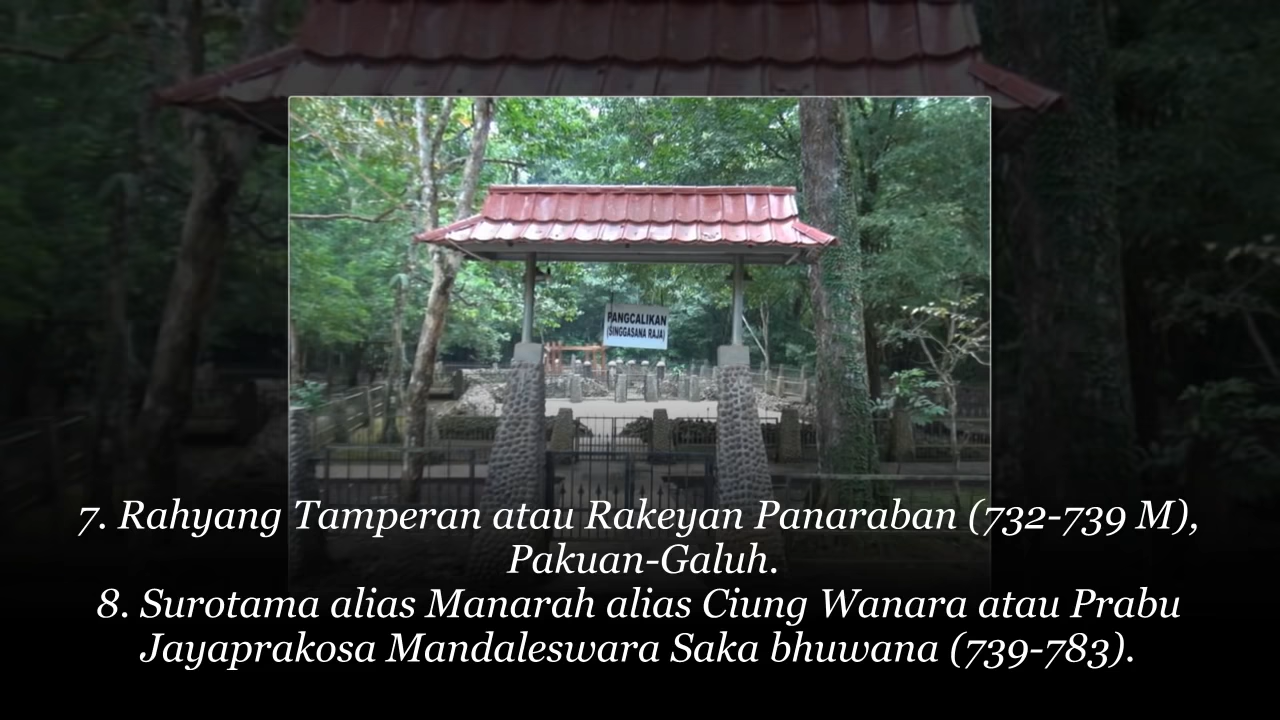 PANGCALIKAN
(SINGGASANA RAJA)
7. Rahyang Tamperan atau Rakeyan Panaraban (732-739 M),
Pakuan-Galuh.
8. Surotama alias Manarah alias Ciung Wanara atau Prabu
Jayaprakosa Mandaleswara Saka bhuwana (739-783).